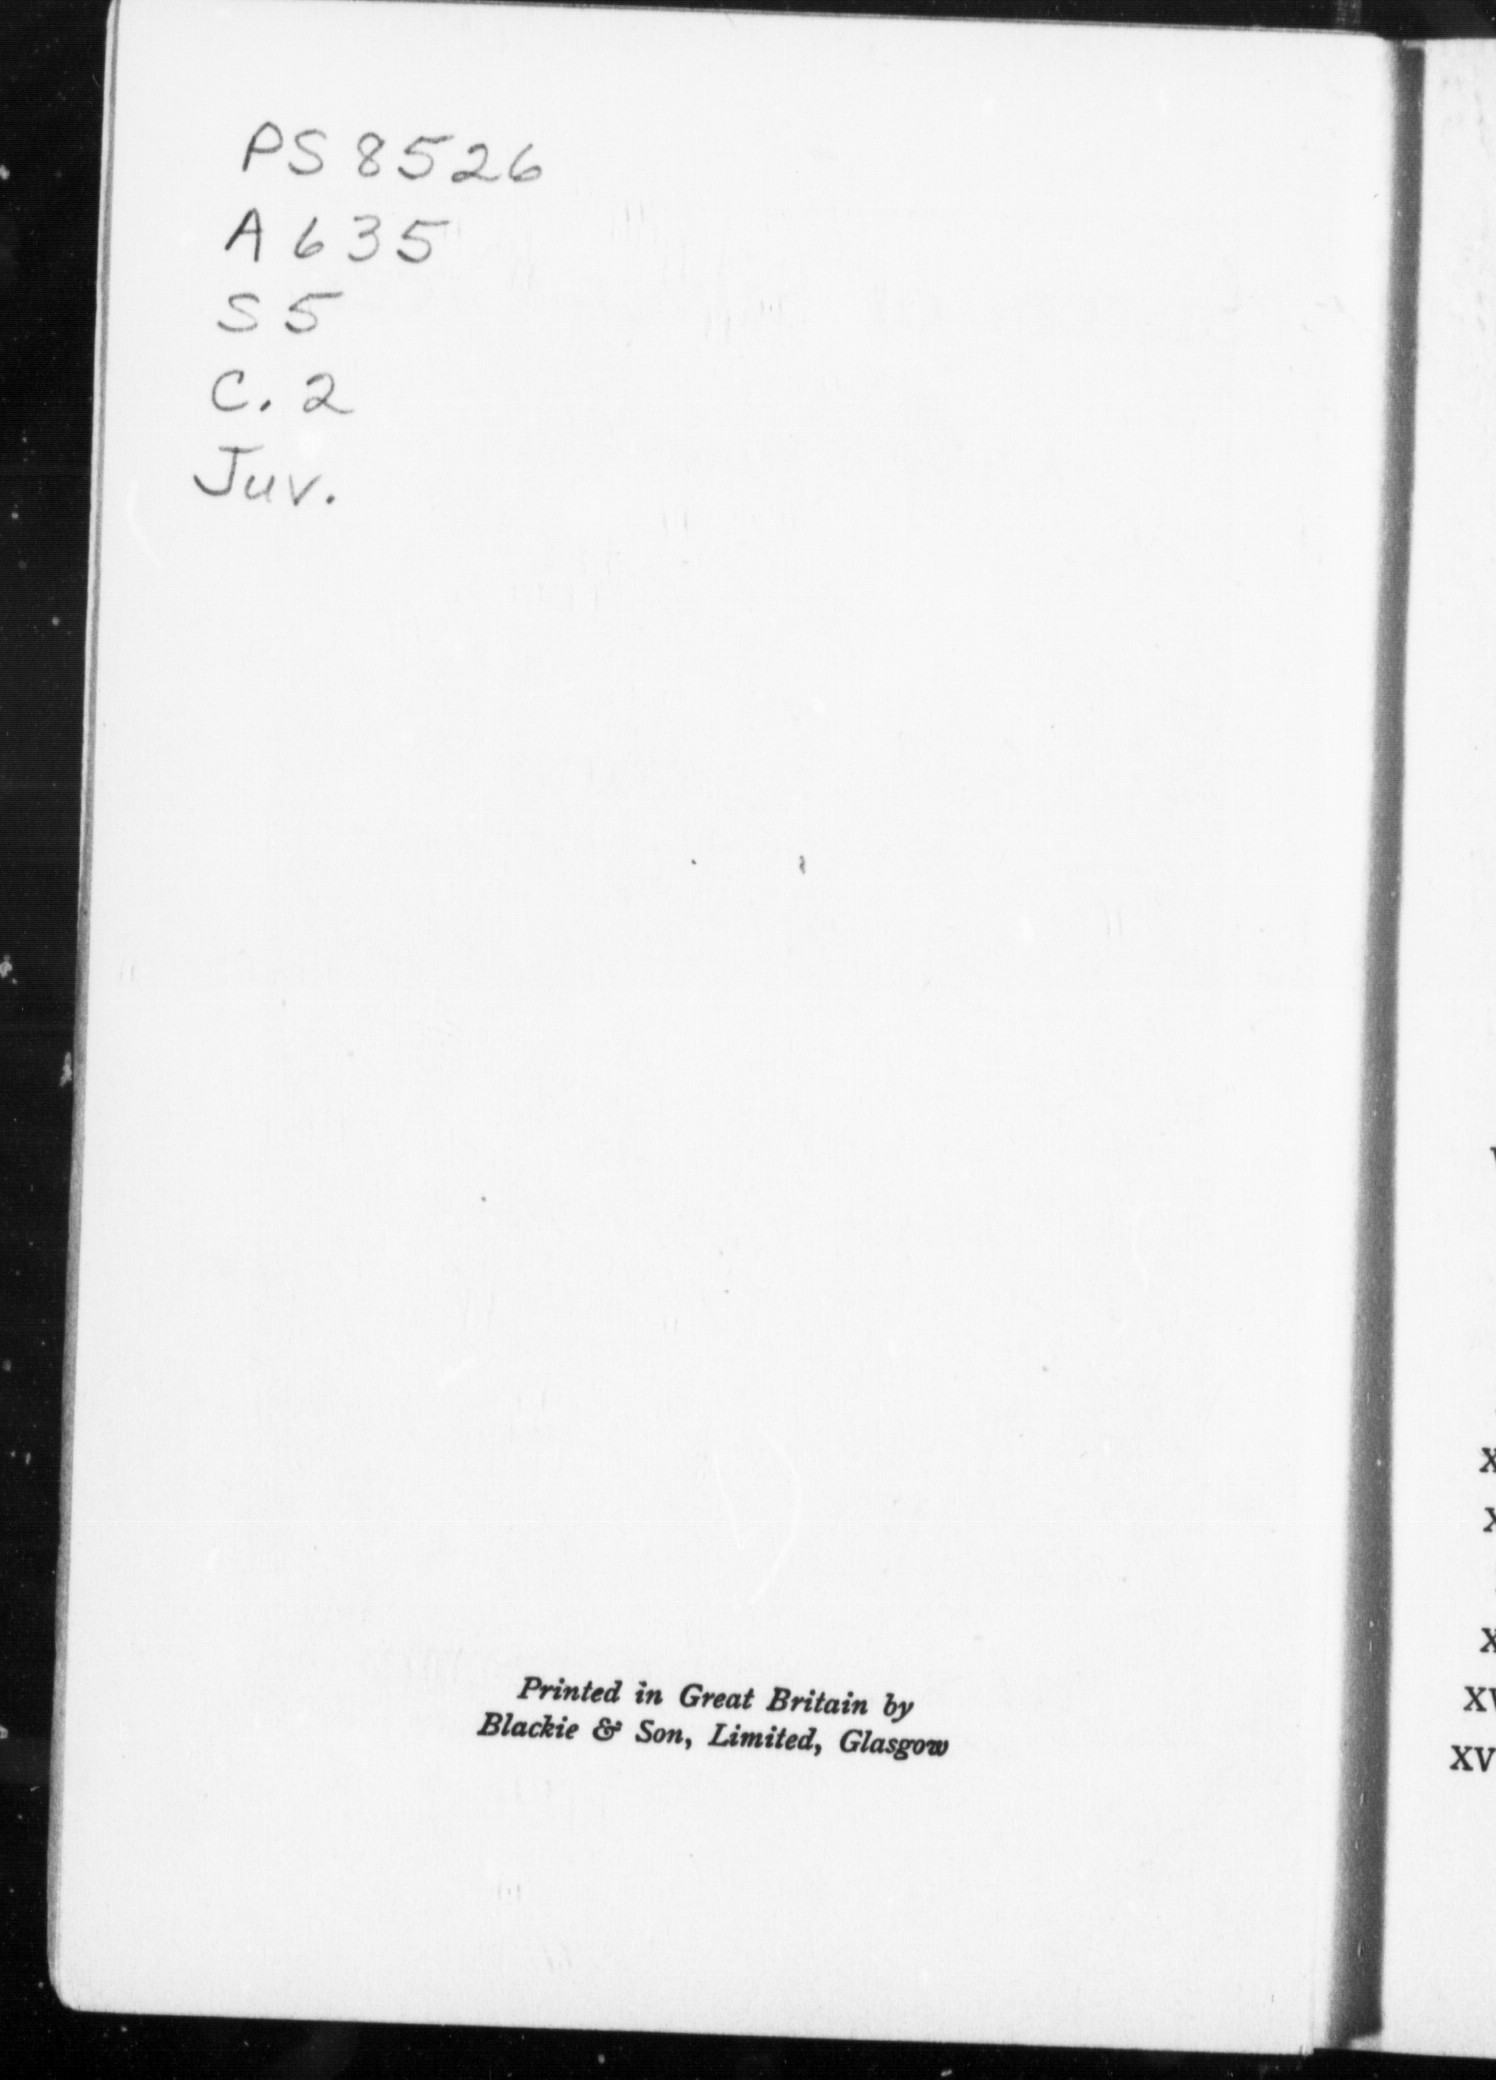 PS8526
A635
S5
C.2
Juv.
Printed in Great Britain by
Blackie & Son, Limited, Glasgow